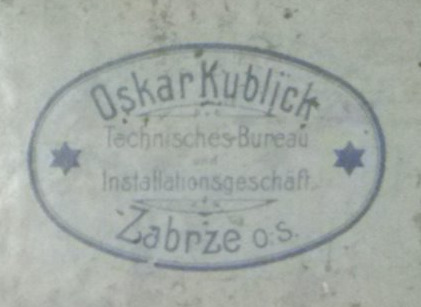 Oskar Kublick
Technisches-Bureau
und
Installationsgeschäft
Zabrze O.S.